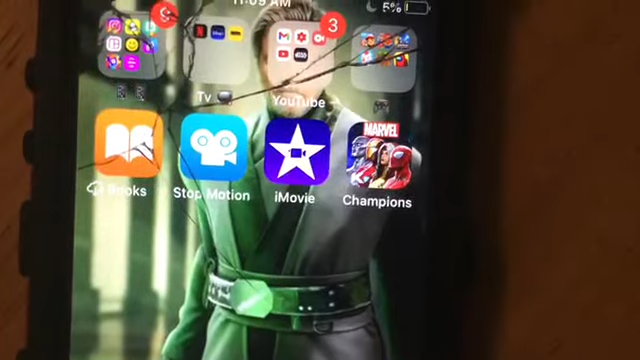 11:09 AM
5%
3
Tv
YouTube
MARVEL
Books
Stop Motion
iMovie
Champions